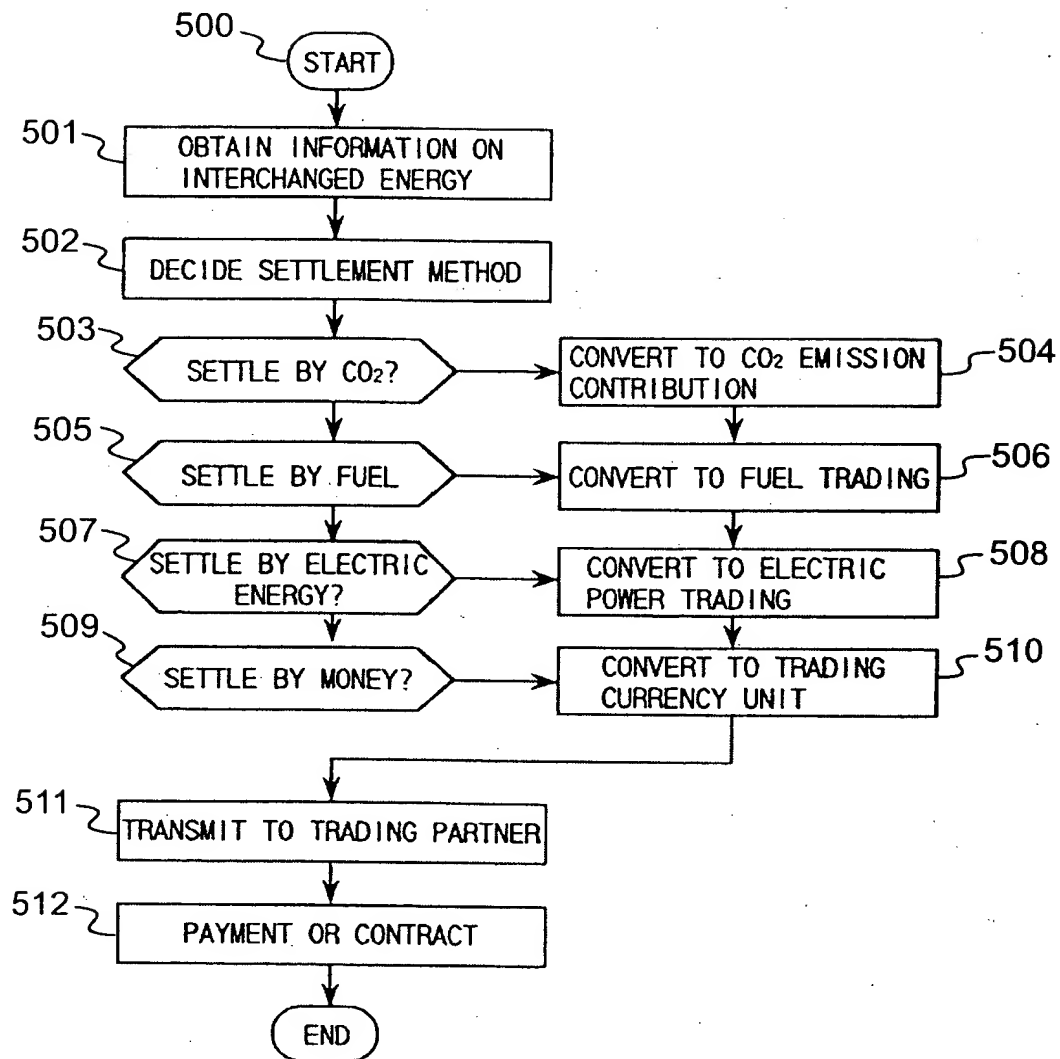 500
START
501
OBTAIN INFORMATION ON
INTERCHANGED ENERGY
502
DECIDE SETTLEMENT METHOD
503
SETTLE BY CO₂?
CONVERT TO CO₂ EMISSION
CONTRIBUTION
504
505
SETTLE BY FUEL
CONVERT TO FUEL TRADING
506
507
SETTLE BY ELECTRIC
ENERGY?
CONVERT TO ELECTRIC
POWER TRADING
508
509
SETTLE BY MONEY?
CONVERT TO TRADING
CURRENCY UNIT
510
511
TRANSMIT TO TRADING PARTNER
512
PAYMENT OR CONTRACT
END